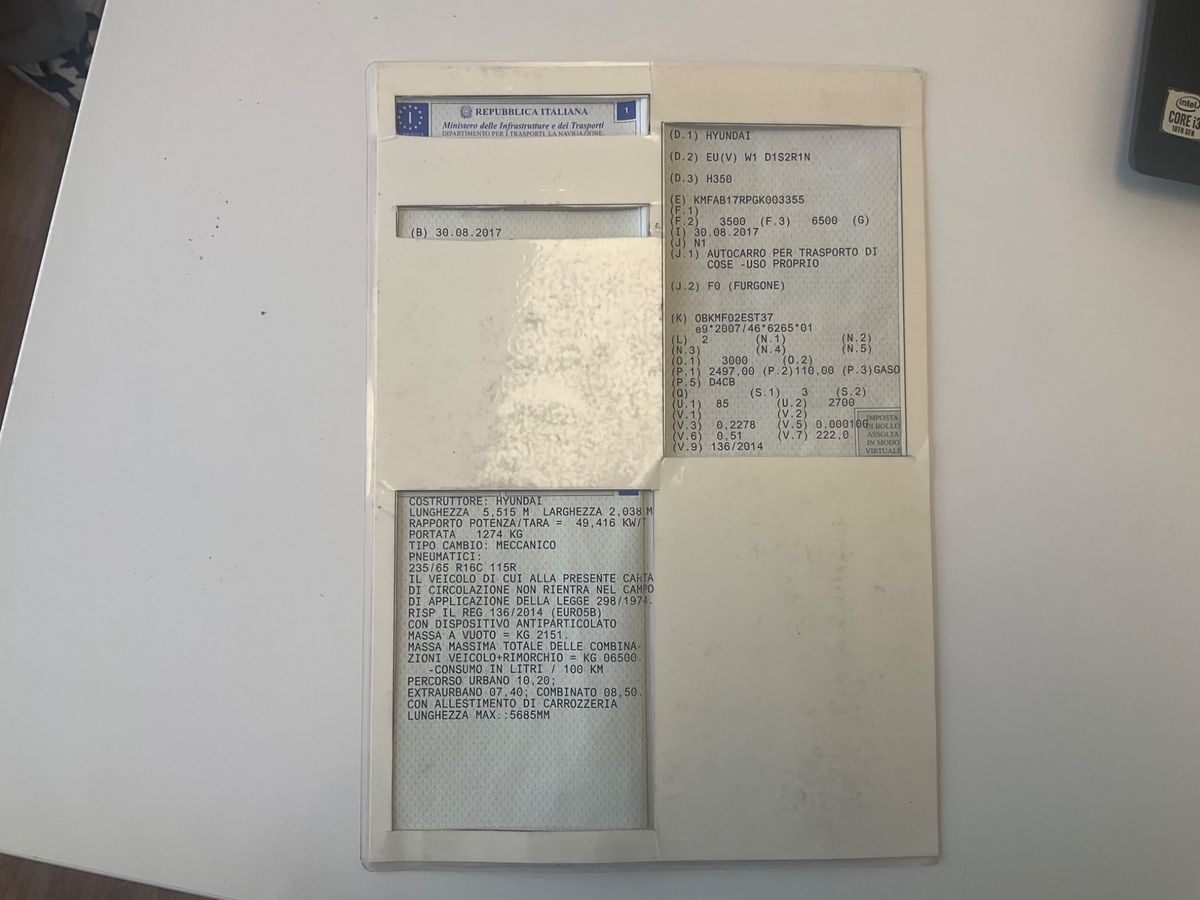 I
REPUBBLICA ITALIANA
1
Ministero delle Infrastrutture e dei Trasporti
DIPARTIMENTO PER I TRASPORTI, LA NAVIGAZIONE
(B) 30.08.2017
COSTRUTTORE: HYUNDAI
LUNGHEZZA 5,515 M LARGHEZZA 2,038 M
RAPPORTO POTENZA/TARA = 49,416 KW/T
PORTATA 1274 KG
TIPO CAMBIO: MECCANICO
PNEUMATICI:
235/65 R16C 115R
IL VEICOLO DI CUI ALLA PRESENTE CARTA
DI CIRCOLAZIONE NON RIENTRA NEL CAMPO
DI APPLICAZIONE DELLA LEGGE 298/1974.
RISP IL REG 136/2014 (EURO5B)
CON DISPOSITIVO ANTIPARTICOLATO
MASSA A VUOTO = KG 2151.
MASSA MASSIMA TOTALE DELLE COMBINA-
ZIONI VEICOLO+RIMORCHIO = KG 06500.
-CONSUMO IN LITRI / 100 KM
PERCORSO URBANO 10,20;
EXTRAURBANO 07,40; COMBINATO 08,50.
CON ALLESTIMENTO DI CARROZZERIA
LUNGHEZZA MAX.:5685MM
(D.1) HYUNDAI
(D.2) EU(V) W1 D1S2R1N
(D.3) H350
(E) KMFAB17RPGK003355
(F.1)
(F.2) 3500 (F.3) 6500 (G)
(I) 30.08.2017
(J) N1
(J.1) AUTOCARRO PER TRASPORTO DI
COSE -USO PROPRIO
(J.2) F0 (FURGONE)
(K) OBKMF02EST37
e9*2007/46*6265*01
(L) 2 (N.1) (N.2)
(N.3) (N.4) (N.5)
(O.1) 3000 (O.2)
(P.1) 2497,00 (P.2)110,00 (P.3)GASO
(P.5) D4CB
(Q) (S.1) 3 (S.2)
(U.1) 85 (U.2) 2700
(V.1) (V.2)
(V.3) 0,2278 (V.5) 0,000100
(V.6) 0,51 (V.7) 222,0
(V.9) 136/2014
IMPOSTA
DI BOLLO
ASSOLTA
IN MODO
VIRTUALE
intel
CORE i3
10TH GEN